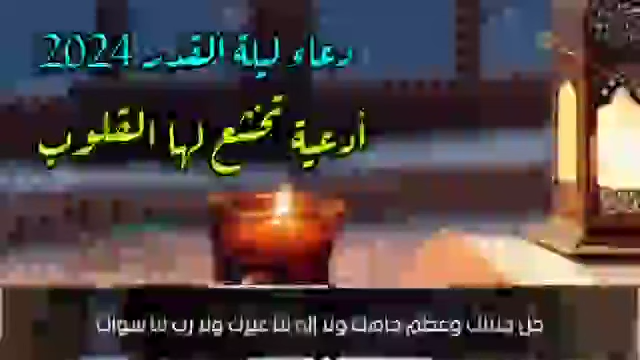 دعاء ليلة القدر 2024
أدعية تخشع لها القلوب
جل جلالك وعظم جاهك ولا إله لنا غيرك ولا رب لنا سواك